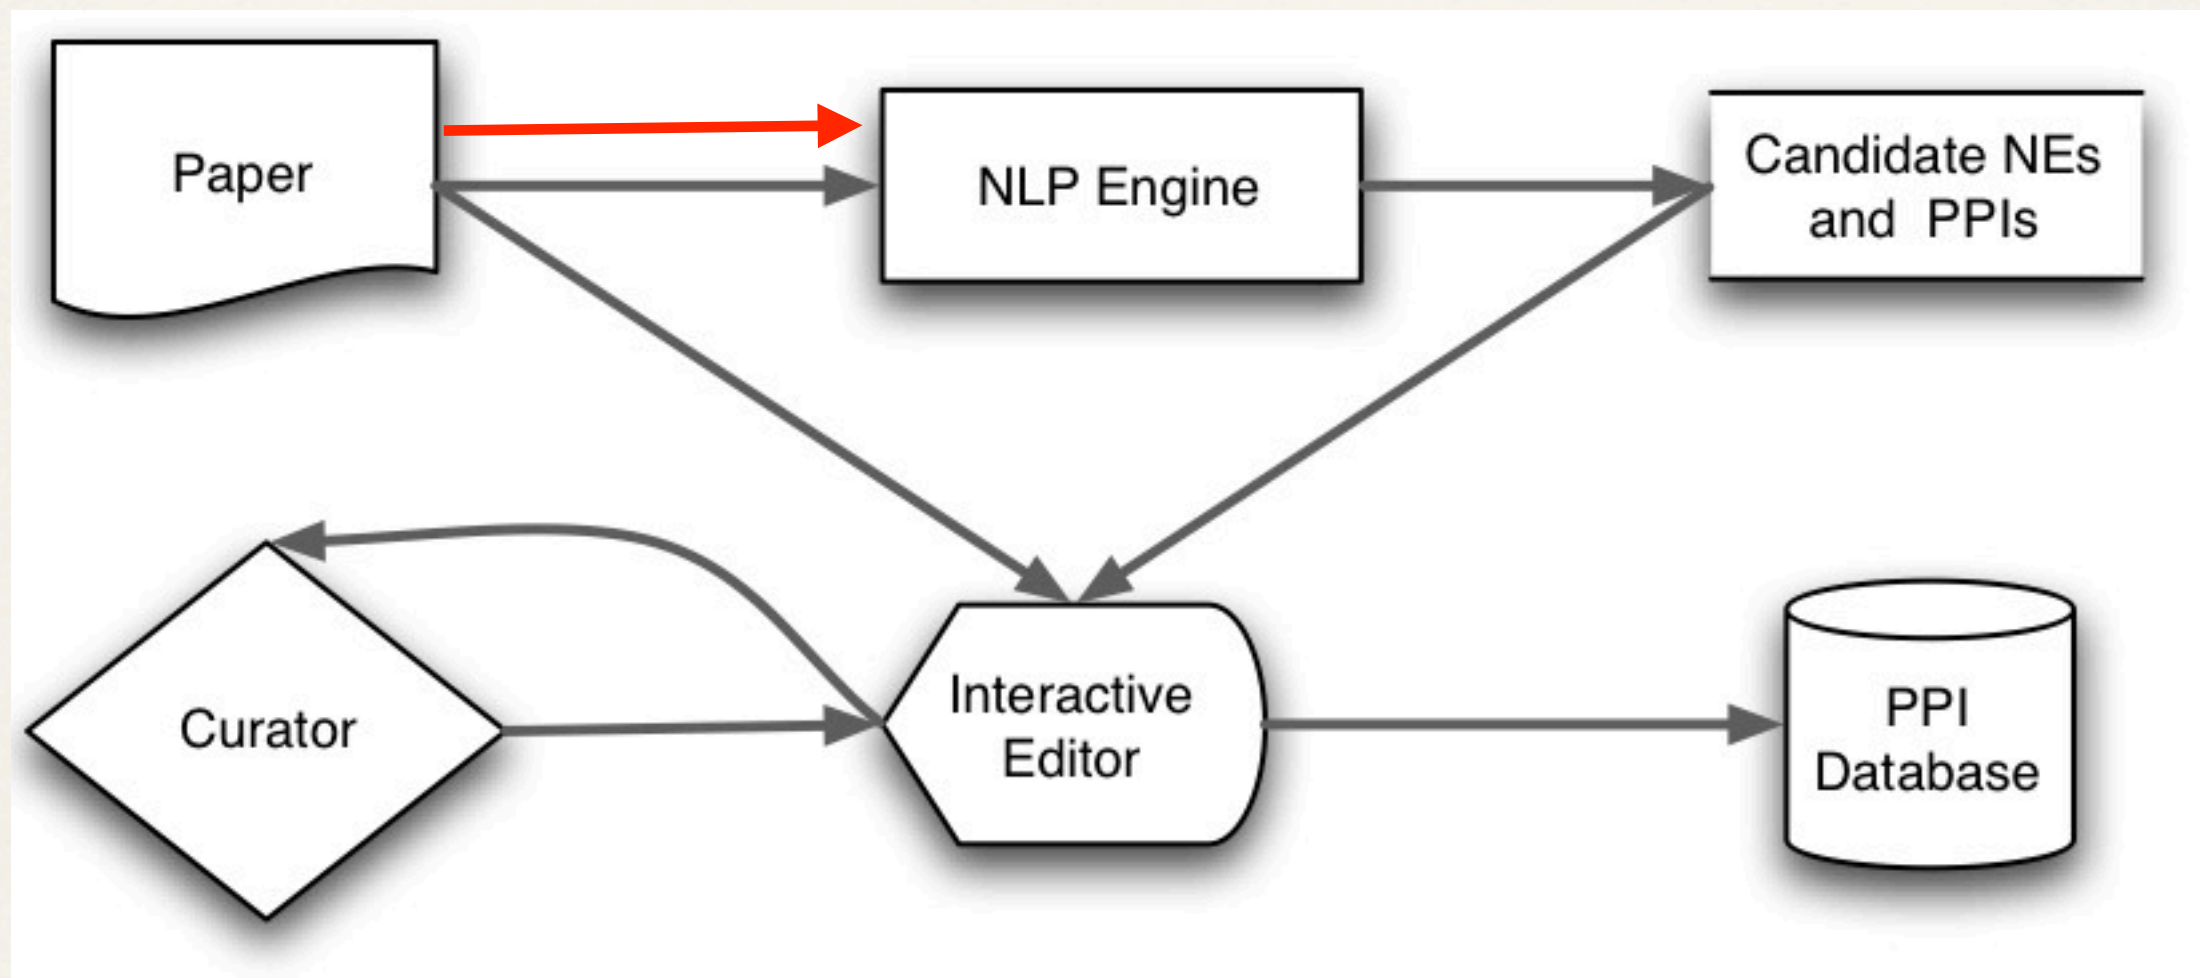 Paper
NLP Engine
Candidate NEs
and PPIs
Curator
Interactive
Editor
PPI
Database